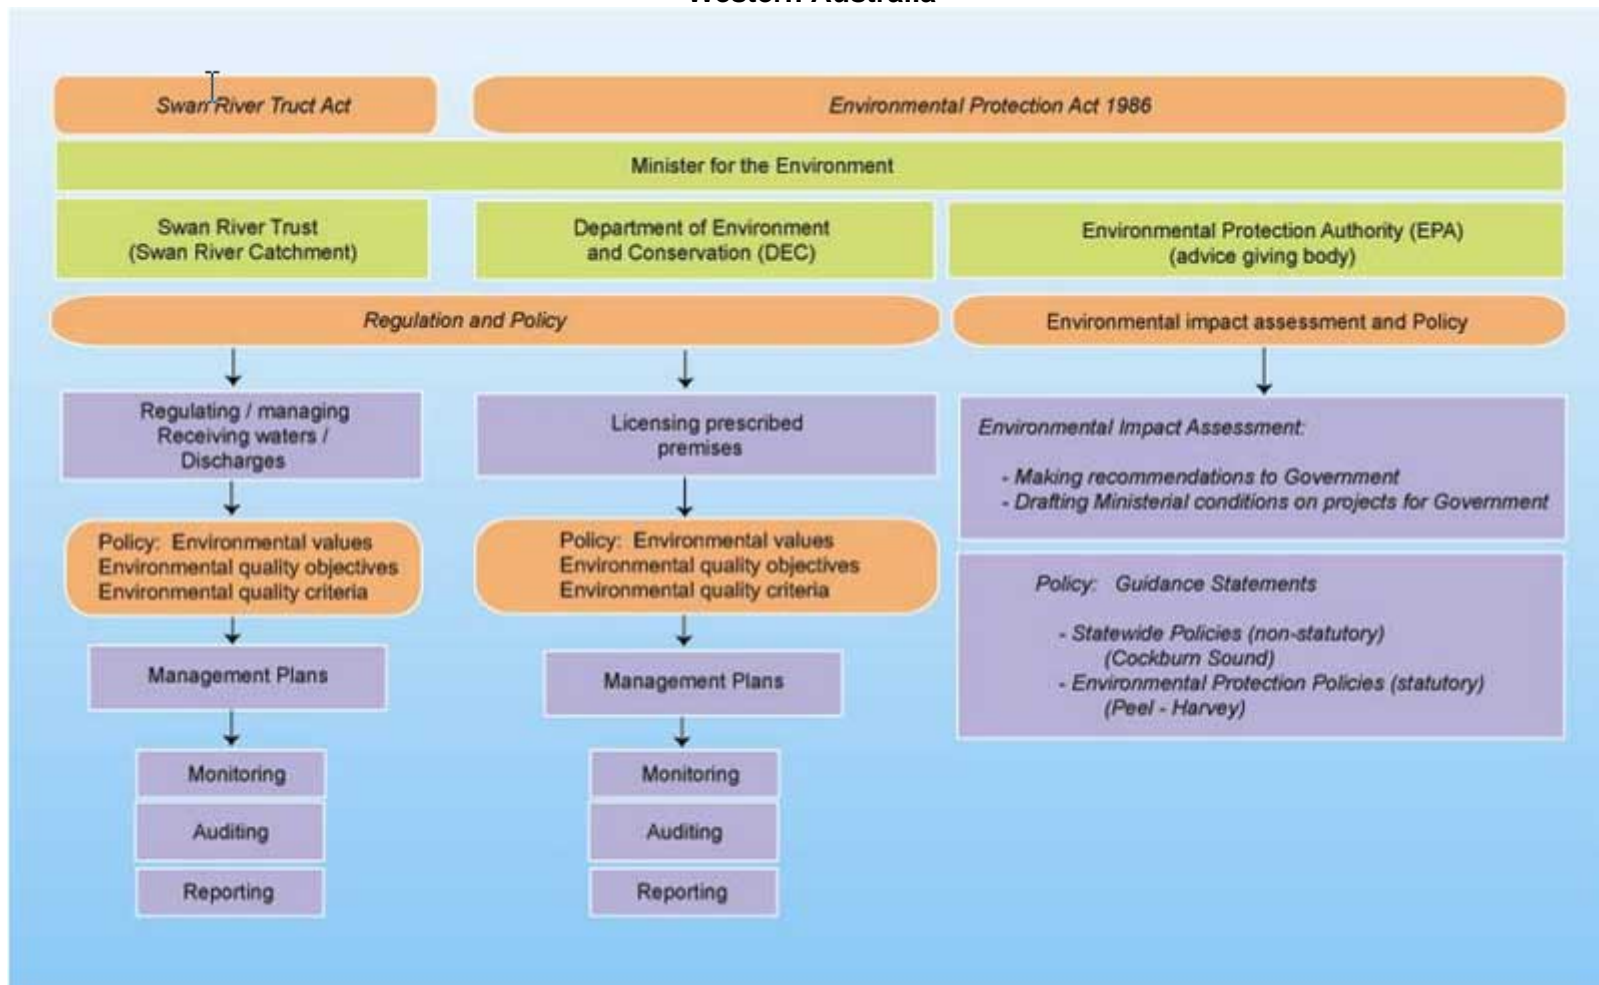 Swan River Truct Act
Environmental Protection Act 1986
Minister for the Environment
Swan River Trust
(Swan River Catchment)
Department of Environment
and Conservation (DEC)
Environmental Protection Authority (EPA)
(advice giving body)
Regulation and Policy
Environmental impact assessment and Policy
Regulating / managing
Receiving waters /
Discharges
Policy: Environmental values
Environmental quality objectives
Environmental quality criteria
Management Plans
Monitoring
Auditing
Reporting
Licensing prescribed
premises
Policy: Environmental values
Environmental quality objectives
Environmental quality criteria
Management Plans
Monitoring
Auditing
Reporting
Environmental Impact Assessment:
- Making recommendations to Government
- Drafting Ministerial conditions on projects for Government
Policy: Guidance Statements
- Statewide Policies (non-statutory)
(Cockburn Sound)
- Environmental Protection Policies (statutory)
(Peel - Harvey)